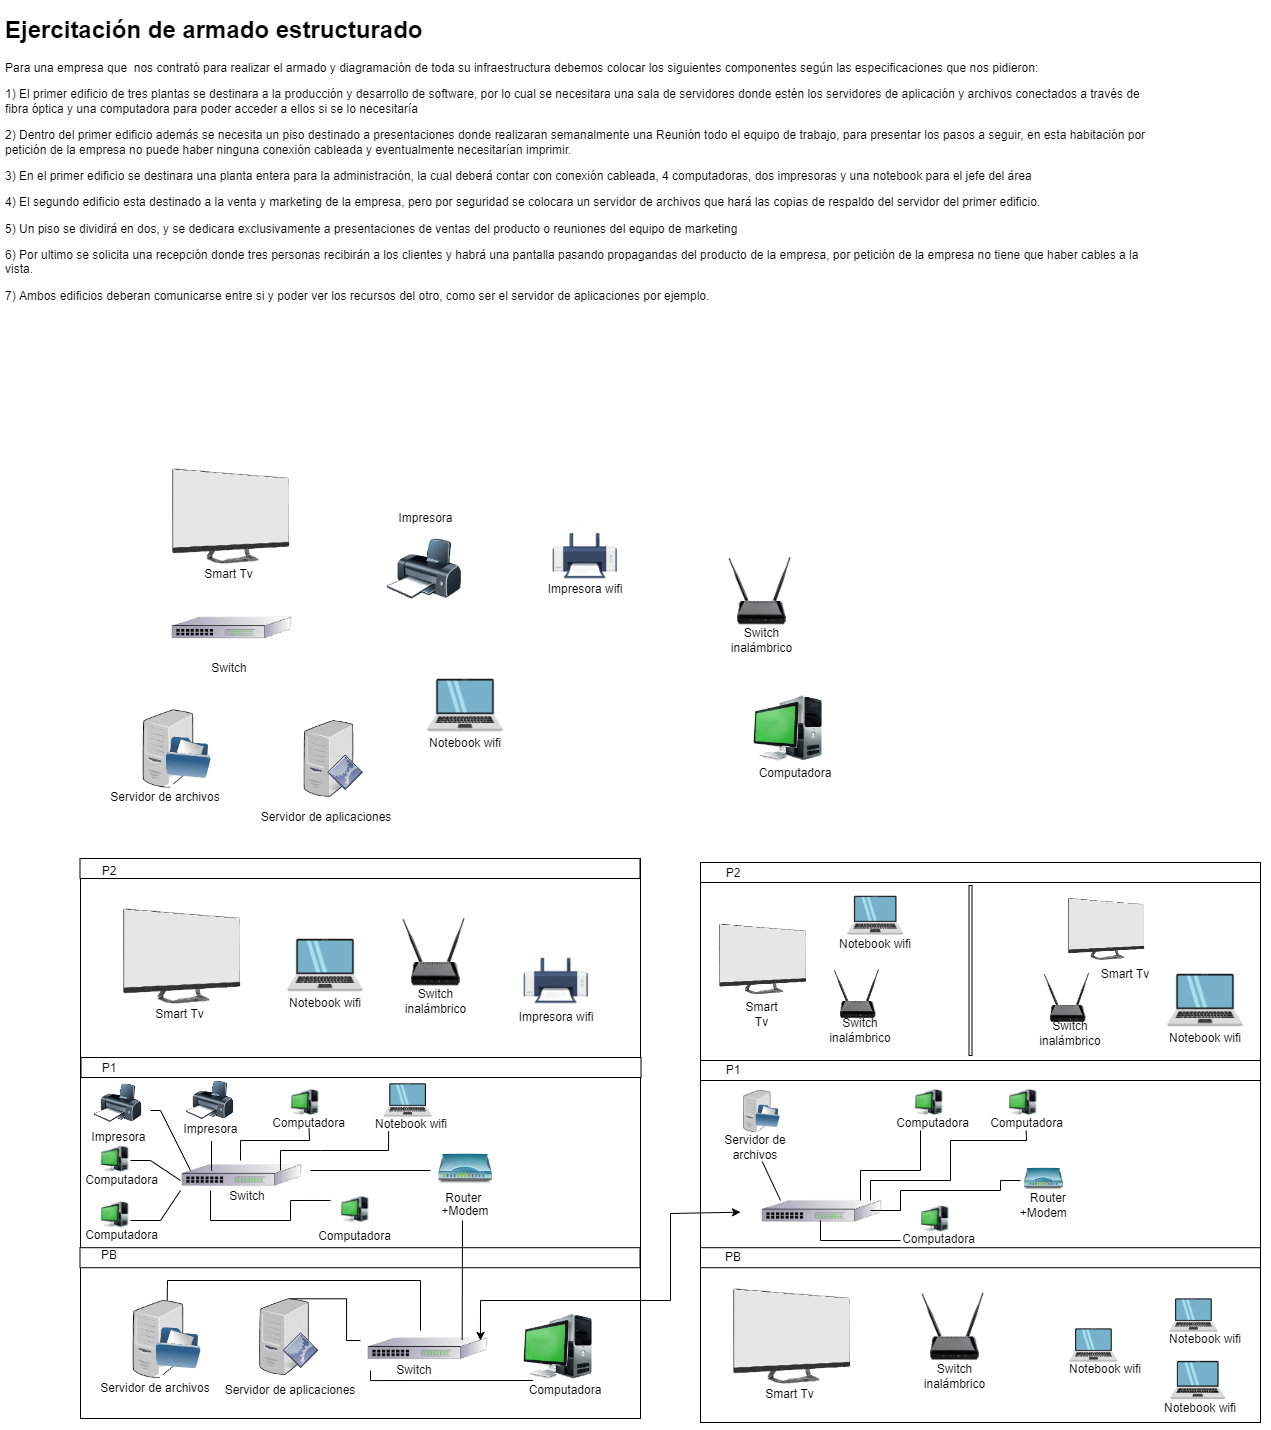 Ejercitación de armado estructurado
Para una empresa que  nos contrató para realizar el armado y diagramación de toda su infraestructura debemos colocar los siguientes componentes según las especificaciones que nos pidieron:
1) El primer edificio de tres plantas se destinara a la producción y desarrollo de software, por lo cual se necesitara una sala de servidores donde estén los servidores de aplicación y archivos conectados a través de
fibra óptica y una computadora para poder acceder a ellos si se lo necesitaría
2) Dentro del primer edificio además se necesita un piso destinado a presentaciones donde realizaran semanalmente una Reunión todo el equipo de trabajo, para presentar los pasos a seguir, en esta habitación por
petición de la empresa no puede haber ninguna conexión cableada y eventualmente necesitarían imprimir.
3) En el primer edificio se destinara una planta entera para la administración, la cual deberá contar con conexión cableada, 4 computadoras, dos impresoras y una notebook para el jefe del área
4) El segundo edificio esta destinado a la venta y marketing de la empresa, pero por seguridad se colocara un servidor de archivos que hará las copias de respaldo del servidor del primer edificio.
5) Un piso se dividirá en dos, y se dedicara exclusivamente a presentaciones de ventas del producto o reuniones del equipo de marketing
6) Por ultimo se solicita una recepción donde tres personas recibirán a los clientes y habrá una pantalla pasando propagandas del producto de la empresa, por petición de la empresa no tiene que haber cables a la
vista.
7) Ambos edificios deberan comunicarse entre si y poder ver los recursos del otro, como ser el servidor de aplicaciones por ejemplo.
Impresora
Smart Tv
Impresora wifi
Switch
inalámbrico
Switch
Notebook wifi
Computadora
Servidor de archivos
Servidor de aplicaciones
P2
Smart Tv
Notebook wifi
Switch
inalámbrico
Impresora wifi
P1
Impresora
Impresora
Computadora
Notebook wifi
Computadora
Switch
Router
+Modem
Computadora
Computadora
PB
Servidor de archivos
Servidor de aplicaciones
Switch
Computadora
P2
Notebook wifi
Smart
Tv
Switch
inalámbrico
Smart Tv
Switch
inalámbrico
Notebook wifi
P1
Servidor de
archivos
Computadora
Computadora
Router
+Modem
Computadora
PB
Smart Tv
Switch
inalámbrico
Notebook wifi
Notebook wifi
Notebook wifi